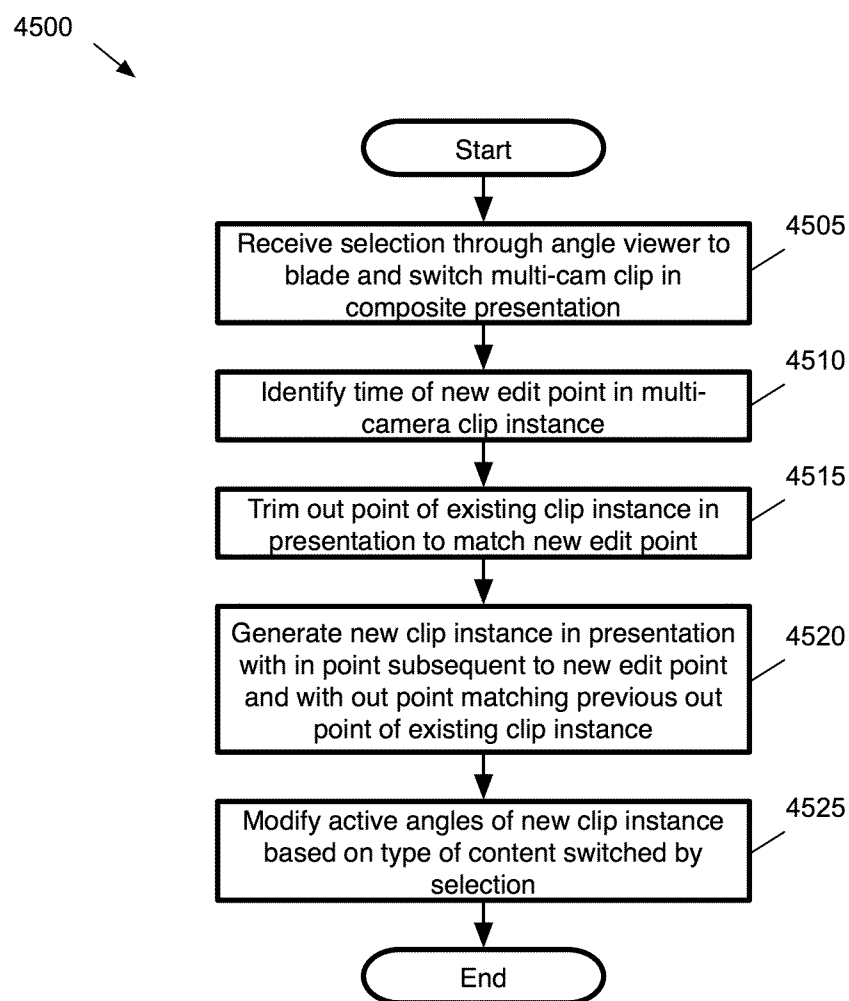 4500
Start
4505
Receive selection through angle viewer to
blade and switch multi-cam clip in
composite presentation
4510
Identify time of new edit point in multi-
camera clip instance
4515
Trim out point of existing clip instance in
presentation to match new edit point
4520
Generate new clip instance in presentation
with in point subsequent to new edit point
and with out point matching previous out
point of existing clip instance
4525
Modify active angles of new clip instance
based on type of content switched by
selection
End